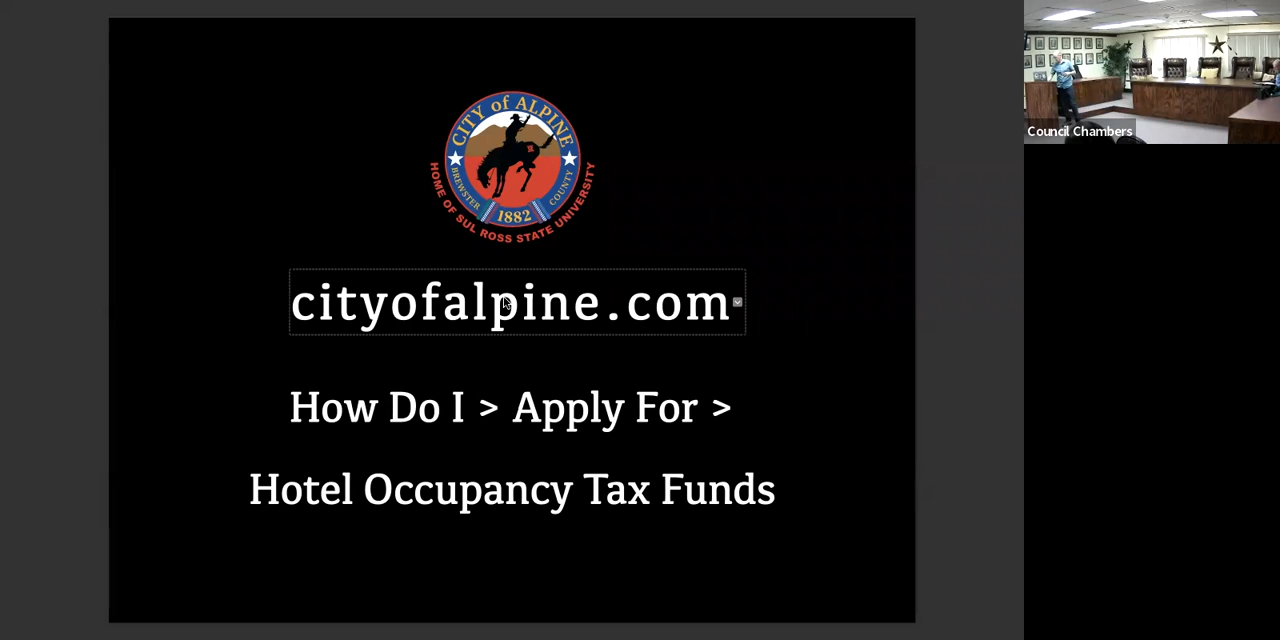 CITY of ALPINE
BREWSTER COUNTY
1882
HOME OF SUL ROSS STATE UNIVERSITY
cityofalpine.com
How Do I > Apply For >
Hotel Occupancy Tax Funds
Council Chambers